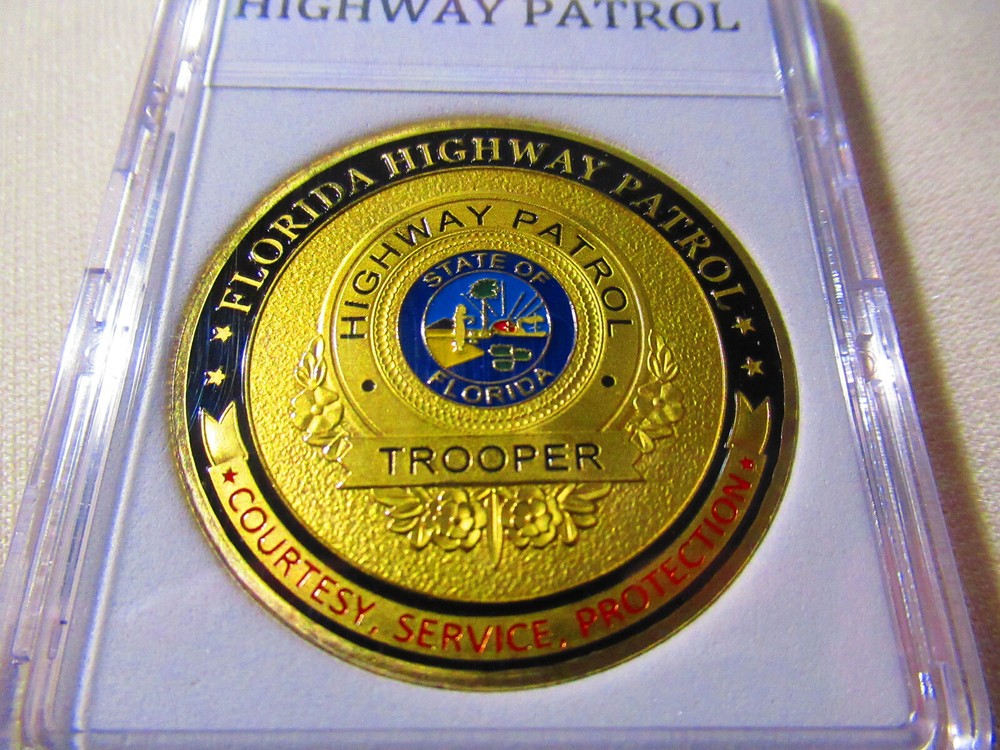 HIGHWAY PATROL
FLORIDA HIGHWAY PATROL
HIGHWAY PATROL
STATE OF
FLORIDA
TROOPER
COURTESY, SERVICE, PROTECTION